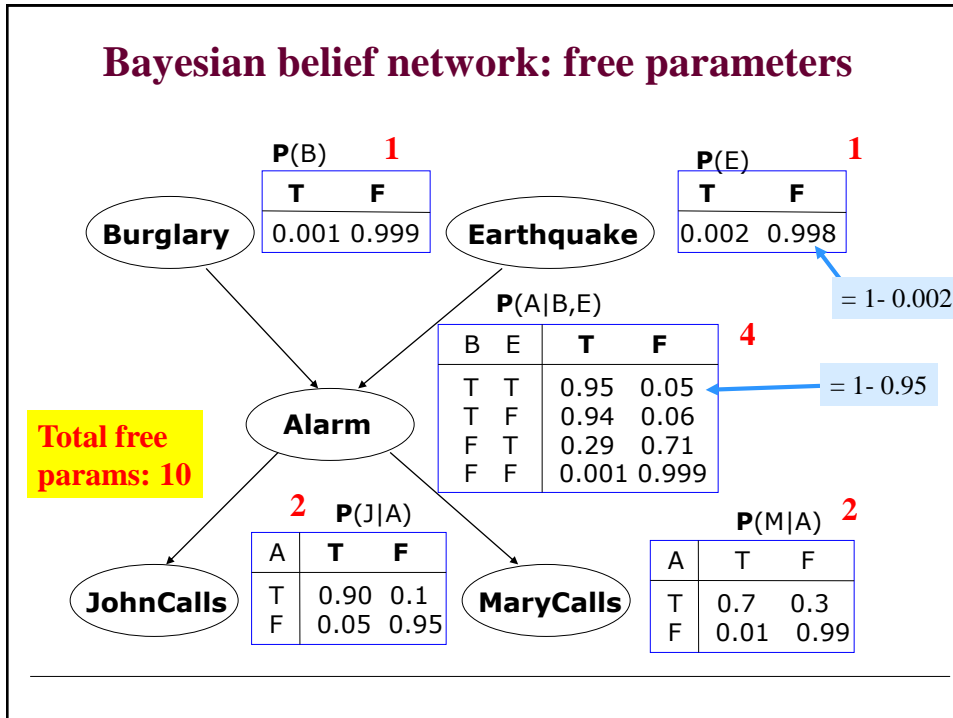 Bayesian belief network: free parameters
P(B) 1
T F
0.001 0.999
P(E) 1
T F
0.002 0.998
Burglary
Earthquake
= 1- 0.002
P(A|B,E) 4
B E T F
T T 0.95 0.05
T F 0.94 0.06
F T 0.29 0.71
F F 0.001 0.999
= 1- 0.95
Alarm
Total free
params: 10
2 P(J|A)
A T F
T 0.90 0.1
F 0.05 0.95
P(M|A) 2
A T F
T 0.7 0.3
F 0.01 0.99
JohnCalls
MaryCalls